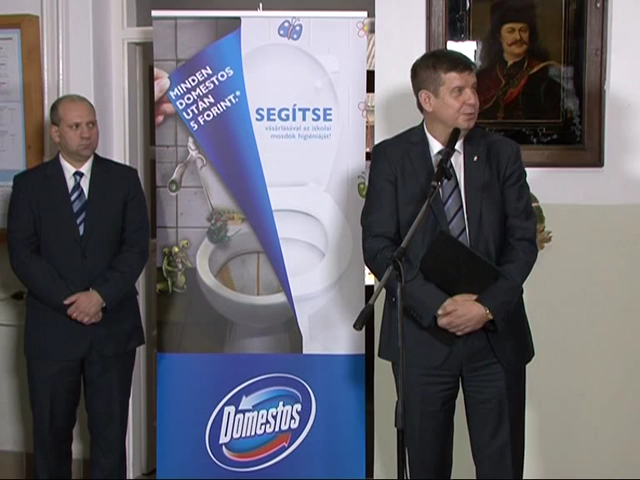 MINDEN
DOMESTOS
UTÁN
5 FORINT.*
SEGÍTSE
vásárlásával az iskolai
mosdók higiéniáját!
Domestos